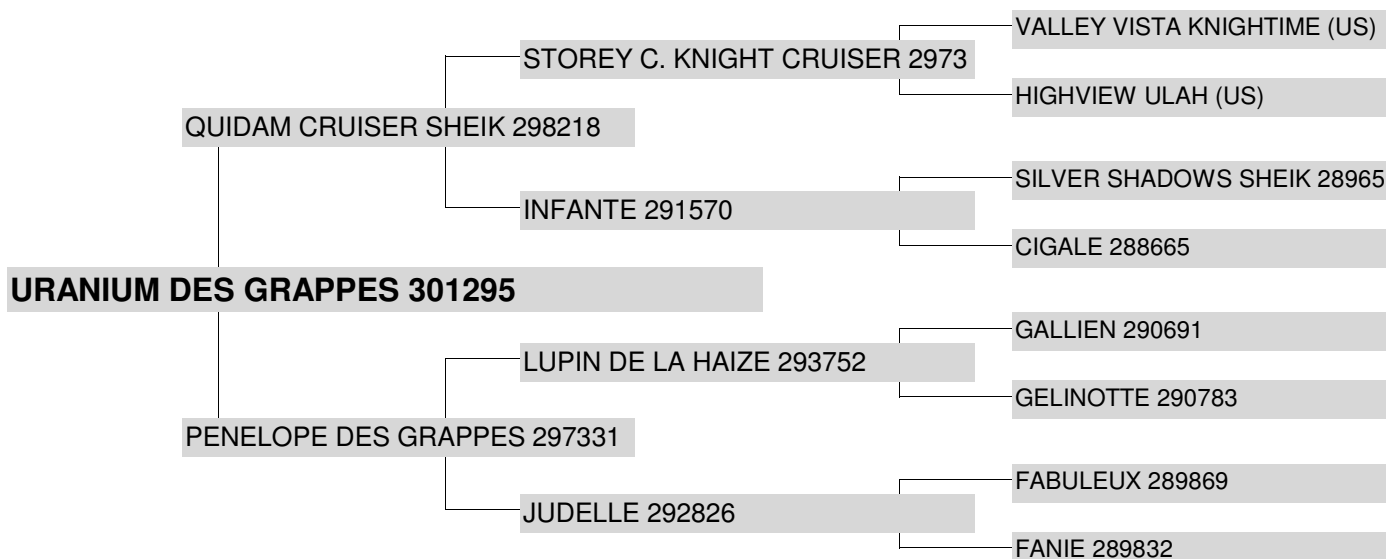 VALLEY VISTA KNIGHTIME (US)
STOREY C. KNIGHT CRUISER 2973
HIGHVIEW ULAH (US)
QUIDAM CRUISER SHEIK 298218
SILVER SHADOWS SHEIK 28965
INFANTE 291570
CIGALE 288665
URANIUM DES GRAPPES 301295
GALLIEN 290691
LUPIN DE LA HAIZE 293752
GELINOTTE 290783
PENELOPE DES GRAPPES 297331
FABULEUX 289869
JUDELLE 292826
FANIE 289832